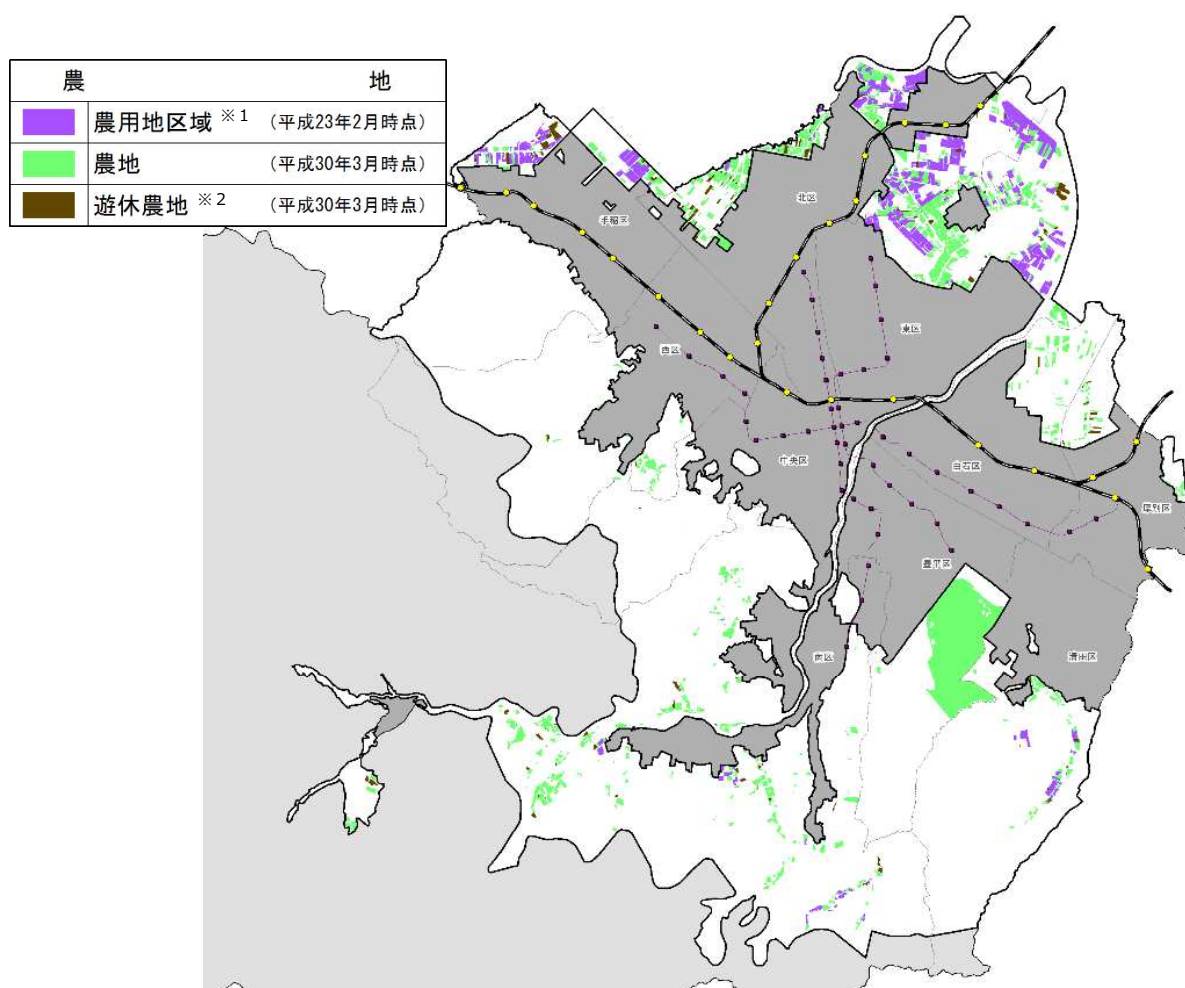 農 地
農用地区域 ※1 (平成23年2月時点)
農地 (平成30年3月時点)
遊休農地 ※2 (平成30年3月時点)
手稲区
北区
東区
西区
中央区
白石区
厚別区
豊平区
南区
清田区